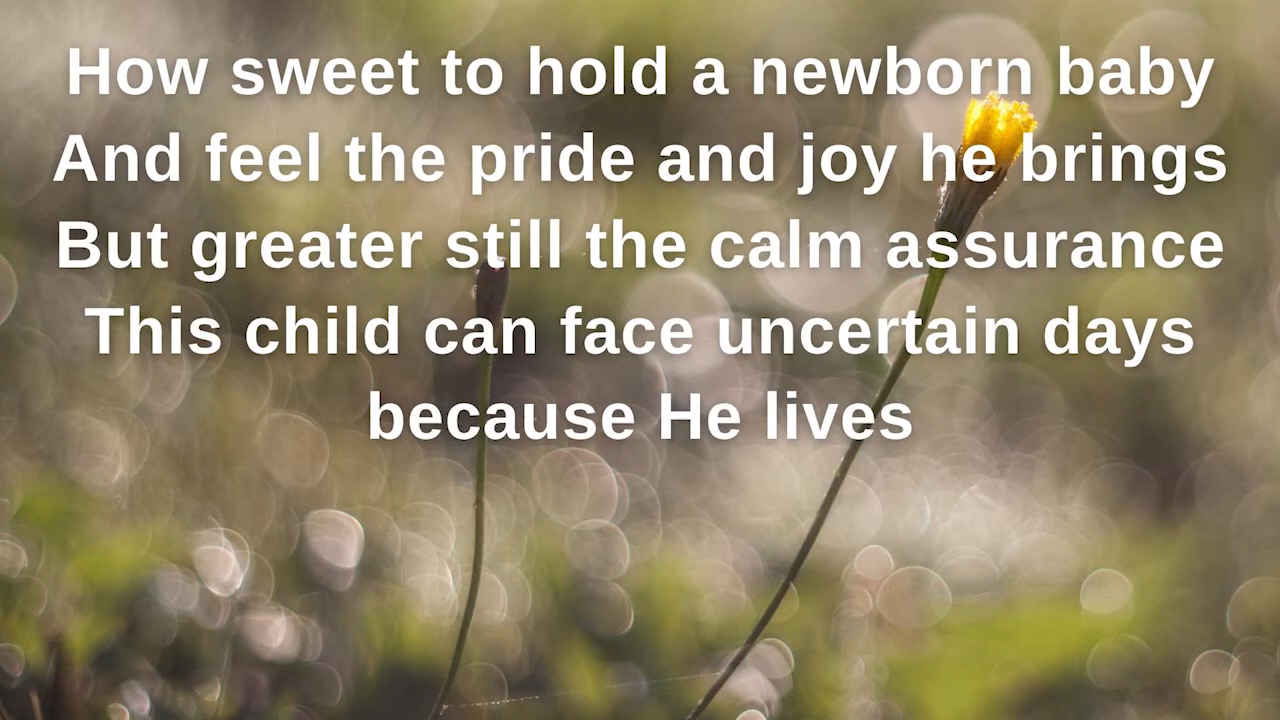 How sweet to hold a newborn baby
And feel the pride and joy he brings
But greater still the calm assurance
This child can face uncertain days
because He lives